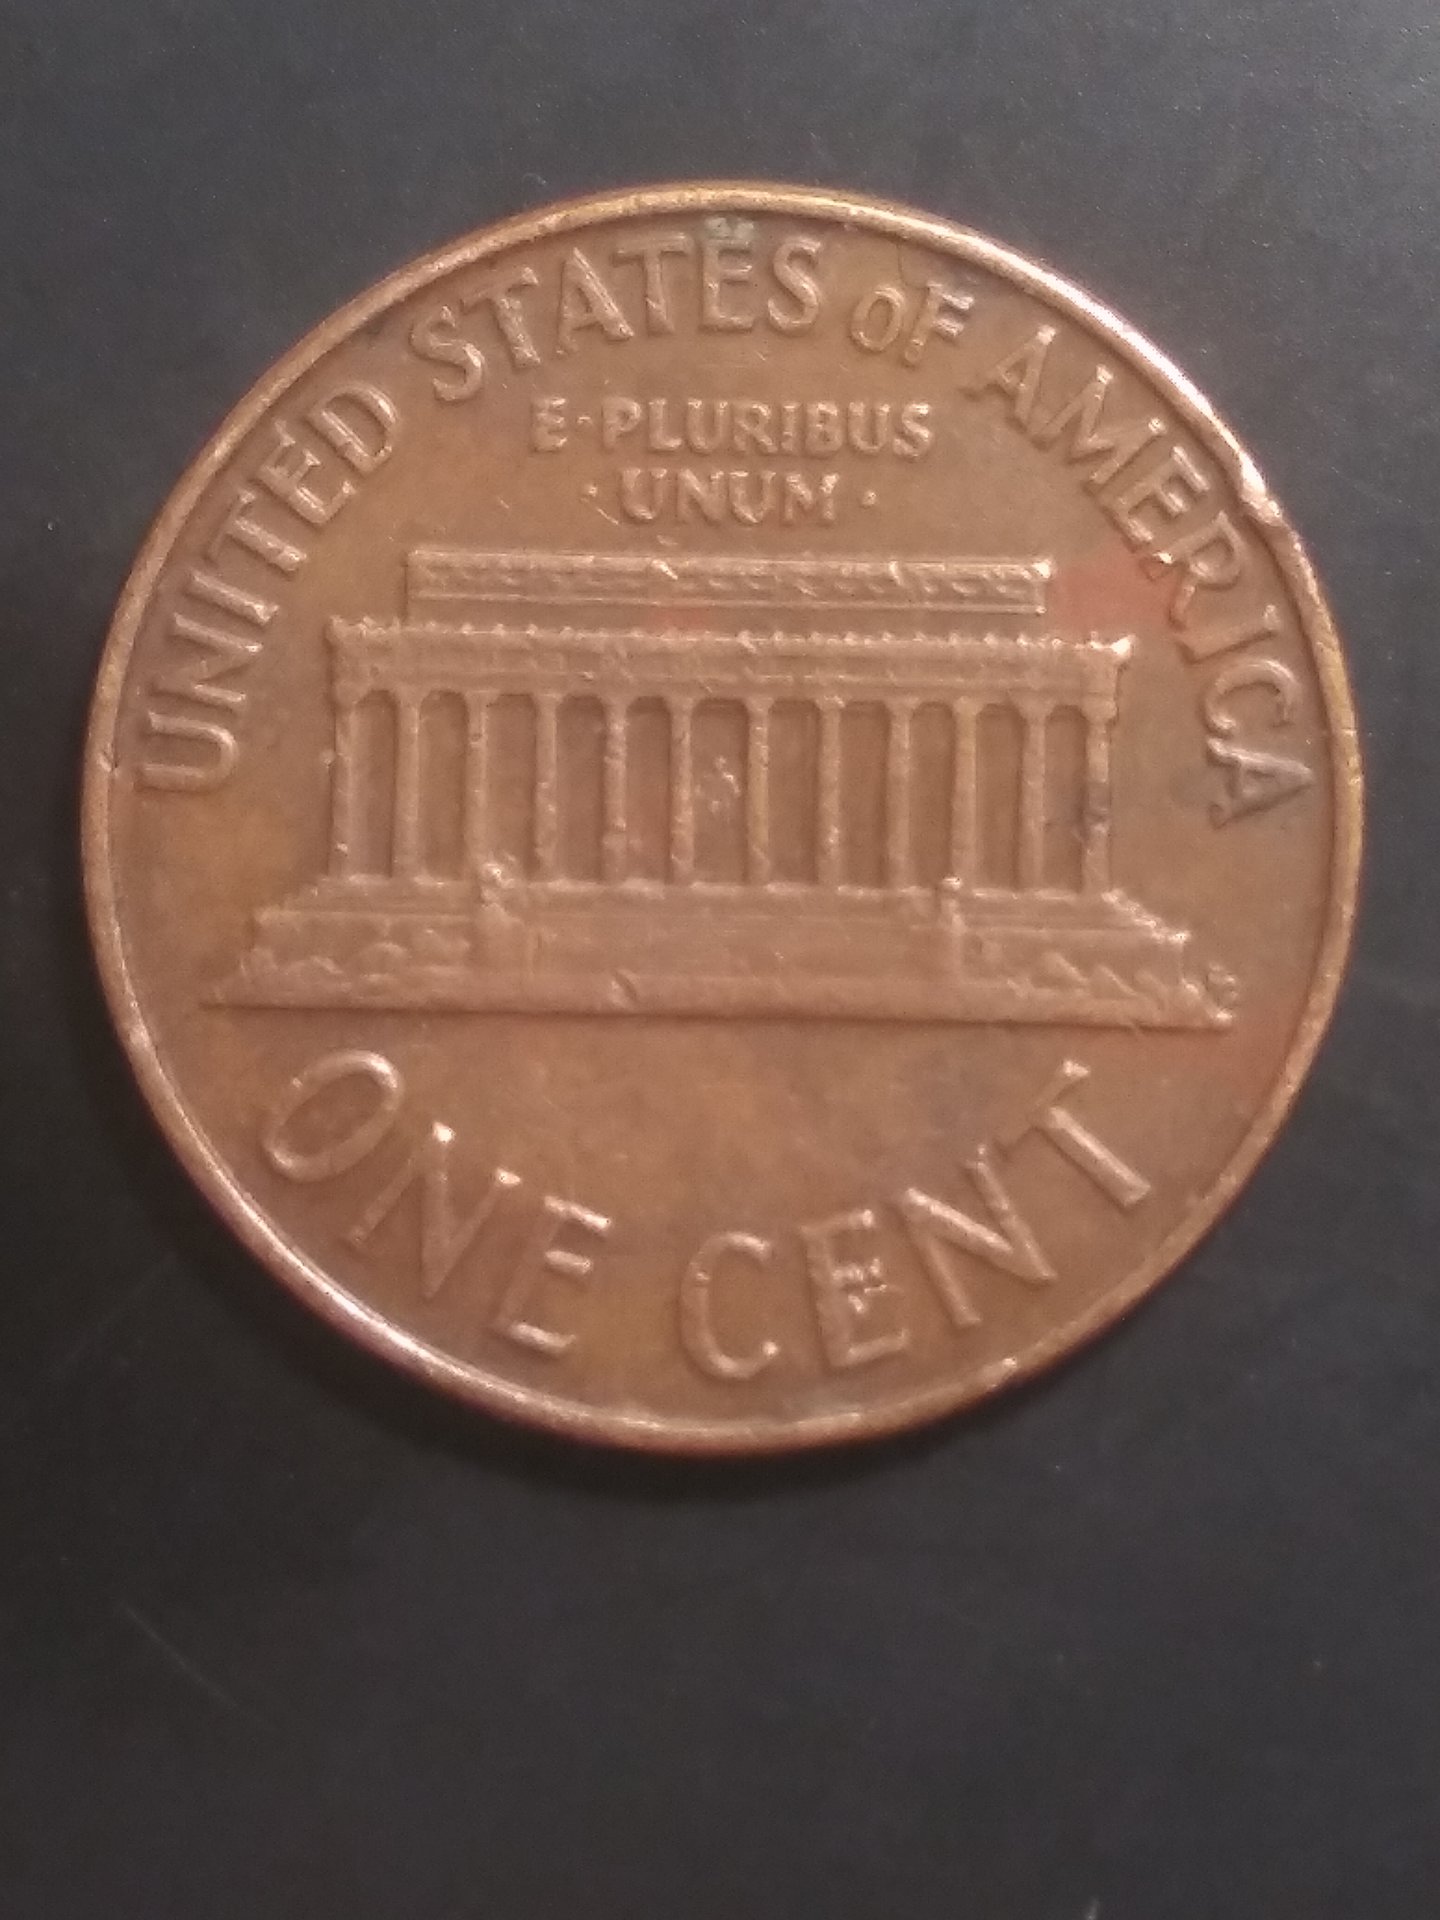 UNITED STATES OF AMERICA
E·PLURIBUS
·UNUM·
ONE CENT